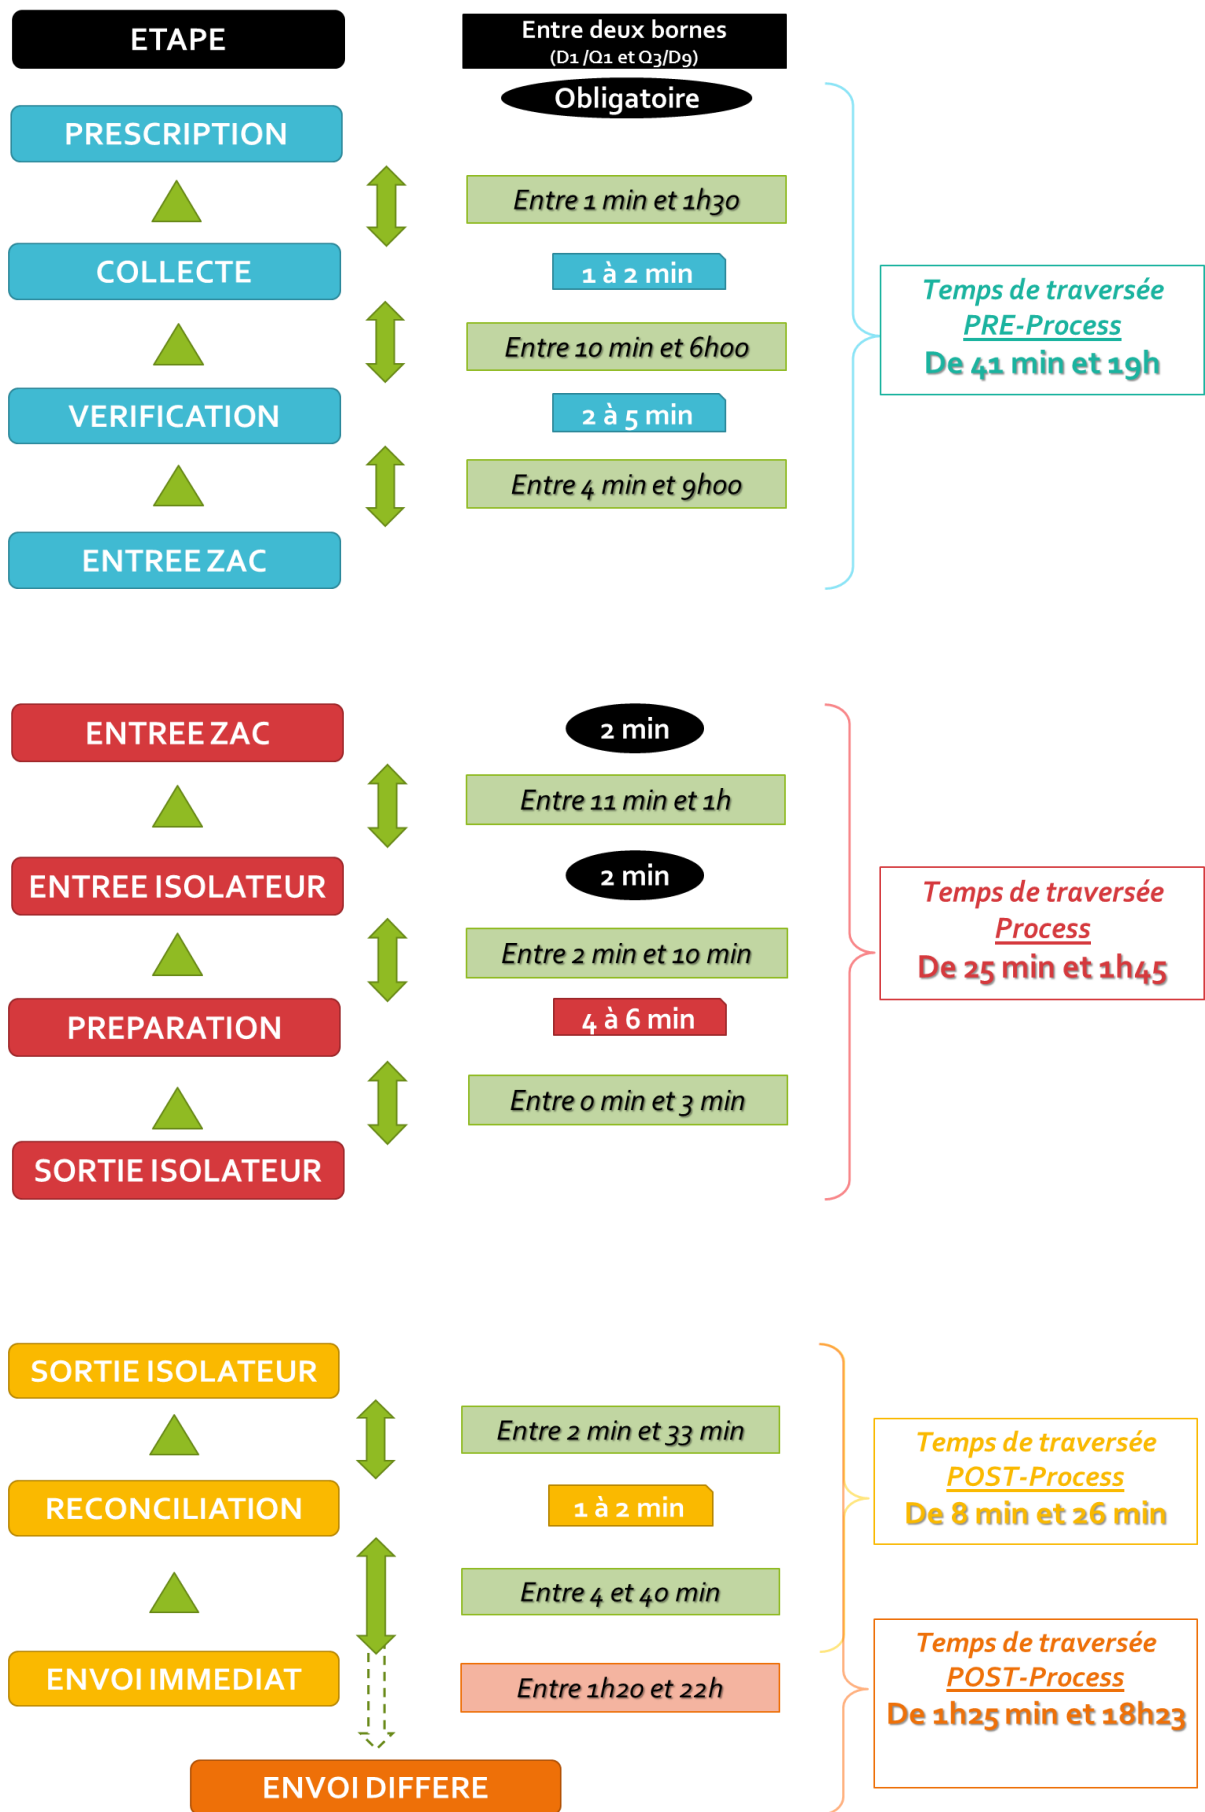 ETAPE
Entre deux bornes
(D1 /Q1 et Q3/D9)
Obligatoire
PRESCRIPTION
Entre 1 min et 1h30
COLLECTE
1 à 2 min
Entre 10 min et 6h00
VERIFICATION
2 à 5 min
Entre 4 min et 9h00
ENTREE ZAC
Temps de traversée
PRE-Process
De 41 min et 19h
ENTREE ZAC
2 min
Entre 11 min et 1h
ENTREE ISOLATEUR
2 min
Entre 2 min et 10 min
PREPARATION
4 à 6 min
Entre 0 min et 3 min
SORTIE ISOLATEUR
Temps de traversée
Process
De 25 min et 1h45
SORTIE ISOLATEUR
Entre 2 min et 33 min
RECONCILIATION
1 à 2 min
Entre 4 et 40 min
ENVOI IMMEDIAT
Entre 1h20 et 22h
ENVOI DIFFERE
Temps de traversée
POST-Process
De 8 min et 26 min
Temps de traversée
POST-Process
De 1h25 min et 18h23